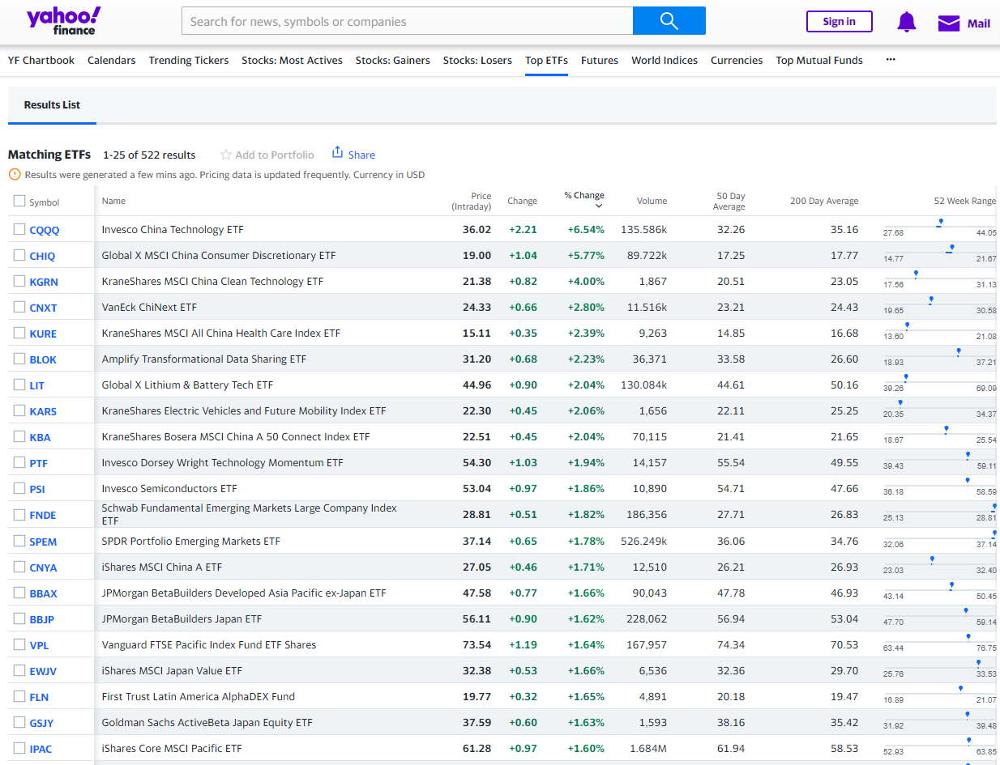 yahoo!
finance
Search for news, symbols or companies
Sign in
Mail
YF Chartbook Calendars Trending Tickers Stocks: Most Actives Stocks: Gainers Stocks: Losers Top ETFs Futures World Indices Currencies Top Mutual Funds ...
Results List
Matching ETFs 1-25 of 522 results Add to Portfolio Share
Results were generated a few mins ago. Pricing data is updated frequently. Currency in USD
Symbol Name Price (Intraday) Change % Change Volume 50 Day Average 200 Day Average 52 Week Range
CQQQ Invesco China Technology ETF 36.02 +2.21 +6.54% 135.586k 32.26 35.16 27.68 44.05
CHIQ Global X MSCI China Consumer Discretionary ETF 19.00 +1.04 +5.77% 89.722k 17.25 17.77 14.77 21.67
KGRN KraneShares MSCI China Clean Technology ETF 21.38 +0.82 +4.00% 1,867 20.51 23.05 17.56 31.13
CNXT VanEck ChiNext ETF 24.33 +0.66 +2.80% 11.516k 23.21 24.43 19.65 30.58
KURE KraneShares MSCI All China Health Care Index ETF 15.11 +0.35 +2.39% 9,263 14.85 16.68 13.60 21.08
BLOK Amplify Transformational Data Sharing ETF 31.20 +0.68 +2.23% 36,371 33.58 26.60 18.93 37.21
LIT Global X Lithium & Battery Tech ETF 44.96 +0.90 +2.04% 130.084k 44.61 50.16 39.26 69.09
KARS KraneShares Electric Vehicles and Future Mobility Index ETF 22.30 +0.45 +2.06% 1,656 22.11 25.25 20.35 34.37
KBA KraneShares Bosera MSCI China A 50 Connect Index ETF 22.51 +0.45 +2.04% 70,115 21.41 21.65 18.67 25.54
PTF Invesco Dorsey Wright Technology Momentum ETF 54.30 +1.03 +1.94% 14,157 55.54 49.55 39.43 59.11
PSI Invesco Semiconductors ETF 53.04 +0.97 +1.86% 10,890 54.71 47.66 36.18 58.59
FNDE Schwab Fundamental Emerging Markets Large Company Index ETF 28.81 +0.51 +1.82% 186,356 27.71 26.83 25.13 28.81
SPEM SPDR Portfolio Emerging Markets ETF 37.14 +0.65 +1.78% 526.249k 36.06 34.76 32.06 37.14
CNYA iShares MSCI China A ETF 27.05 +0.46 +1.71% 12,510 26.21 26.93 23.03 32.40
BBAX JPMorgan BetaBuilders Developed Asia Pacific ex-Japan ETF 47.58 +0.77 +1.66% 90,043 47.78 46.93 43.14 50.45
BBJP JPMorgan BetaBuilders Japan ETF 56.11 +0.90 +1.62% 228,062 56.94 53.04 47.70 59.14
VPL Vanguard FTSE Pacific Index Fund ETF Shares 73.54 +1.19 +1.64% 167,957 74.34 70.53 63.44 76.75
EWJV iShares MSCI Japan Value ETF 32.38 +0.53 +1.66% 6,536 32.36 29.70 25.76 33.53
FLN First Trust Latin America AlphaDEX Fund 19.77 +0.32 +1.65% 4,891 20.18 19.47 16.89 21.07
GSJY Goldman Sachs ActiveBeta Japan Equity ETF 37.59 +0.60 +1.63% 1,593 38.16 35.42 31.92 39.48
IPAC iShares Core MSCI Pacific ETF 61.28 +0.97 +1.60% 1.684M 61.94 58.53 52.93 63.85